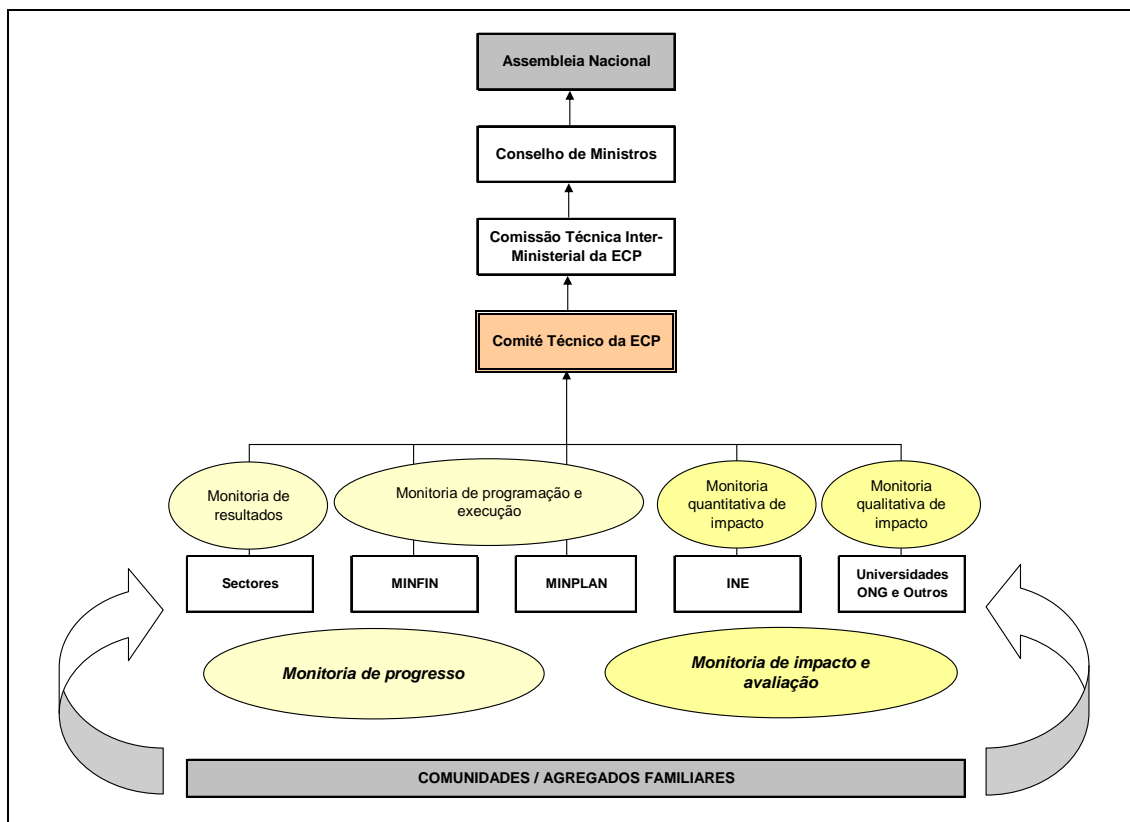 Assembleia Nacional
Conselho de Ministros
Comissão Técnica Inter-
Ministerial da ECP
Comité Técnico da ECP
Monitoria de
resultados
Monitoria de programação e
execução
Monitoria
quantitativa de
impacto
Monitoria
qualitativa de
impacto
Sectores
MINFIN
MINPLAN
INE
Universidades
ONG e Outros
Monitoria de progresso
Monitoria de impacto e
avaliação
COMUNIDADES / AGREGADOS FAMILIARES